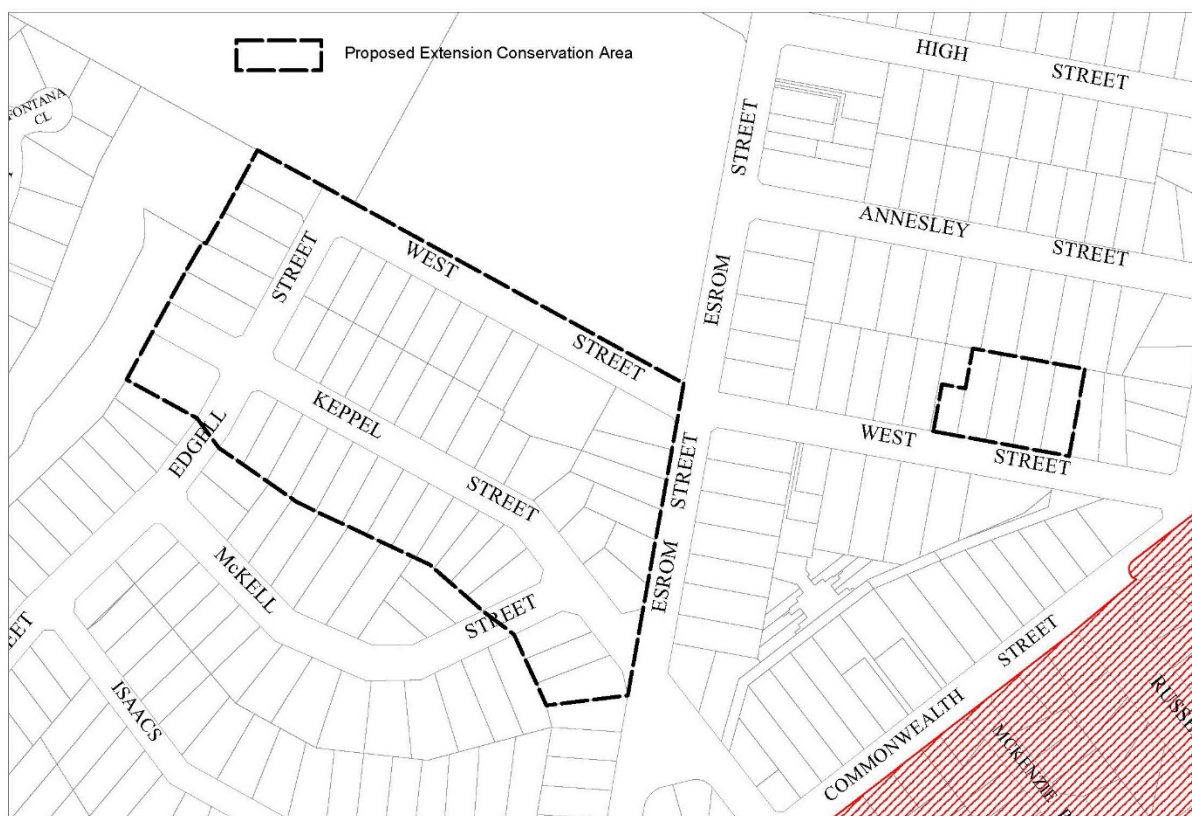 Proposed Extension Conservation Area
HIGH STREET
FONTANA
CL
STREET
ANNESLEY STREET
STREET
WEST STREET
ESROM
KEPPEL STREET
EDGELL
WEST STREET
STREET
ESROM
McKELL STREET
ISAACS
COMMONWEALTH STREET
MCKENZIE